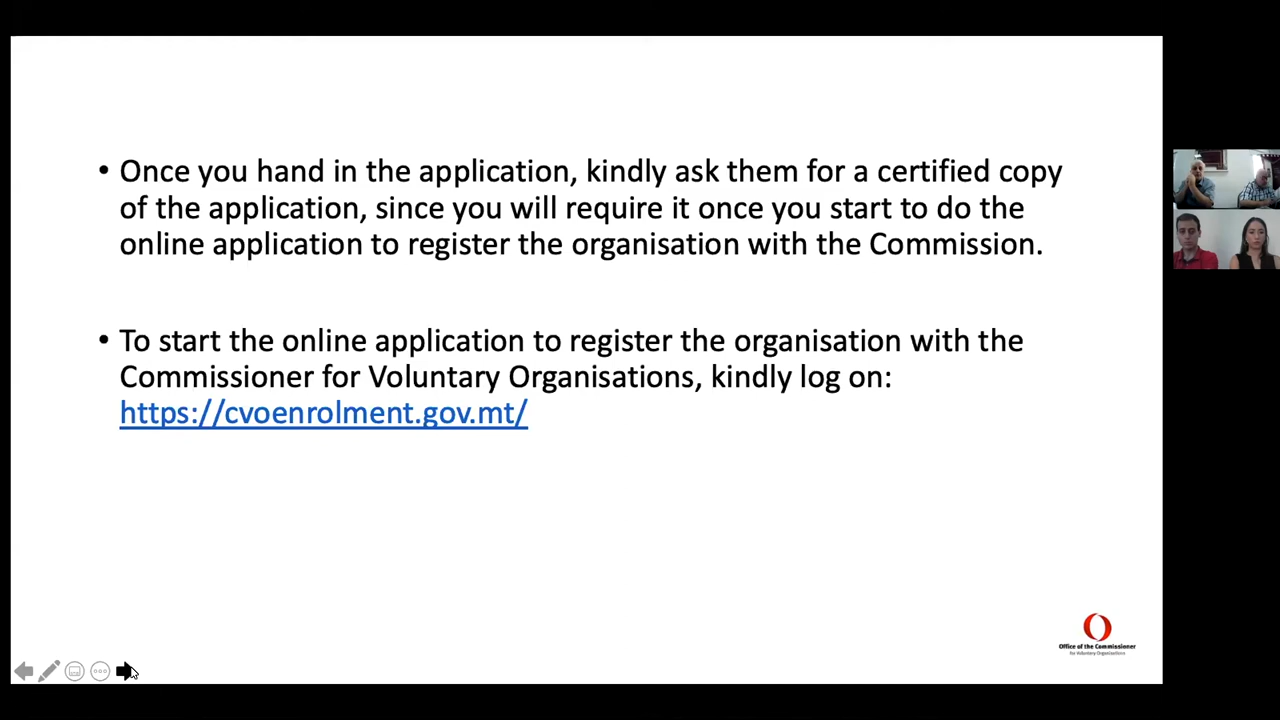 • Once you hand in the application, kindly ask them for a certified copy
of the application, since you will require it once you start to do the
online application to register the organisation with the Commission.
• To start the online application to register the organisation with the
Commissioner for Voluntary Organisations, kindly log on:
https://cvoenrolment.gov.mt/
Office of the Commissioner
for Voluntary Organisations